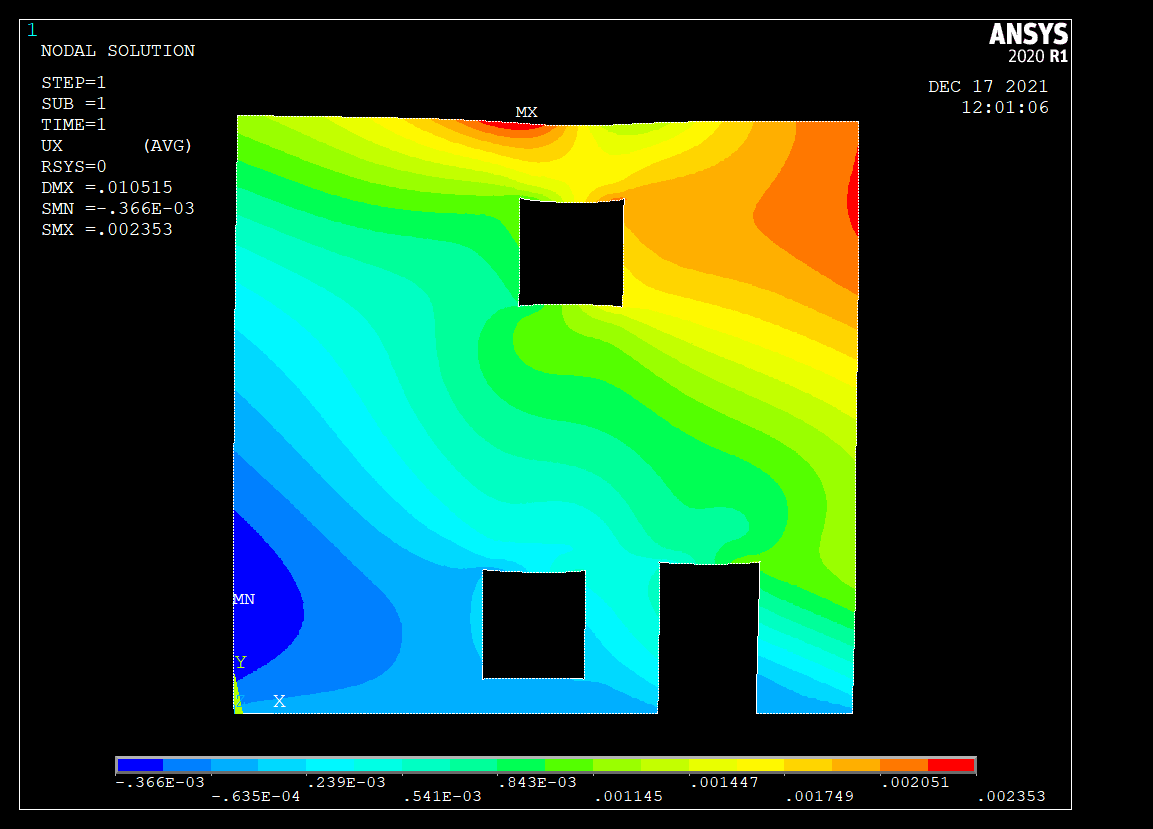 1
ANSYS
2020 R1
NODAL SOLUTION
STEP=1
SUB =1
TIME=1
UX (AVG)
RSYS=0
DMX =.010515
SMN =-.366E-03
SMX =.002353
DEC 17 2021
12:01:06
MX
MN
Y
X
-.366E-03 .239E-03 .843E-03 .001447 .002051
-.635E-04 .541E-03 .001145 .001749 .002353